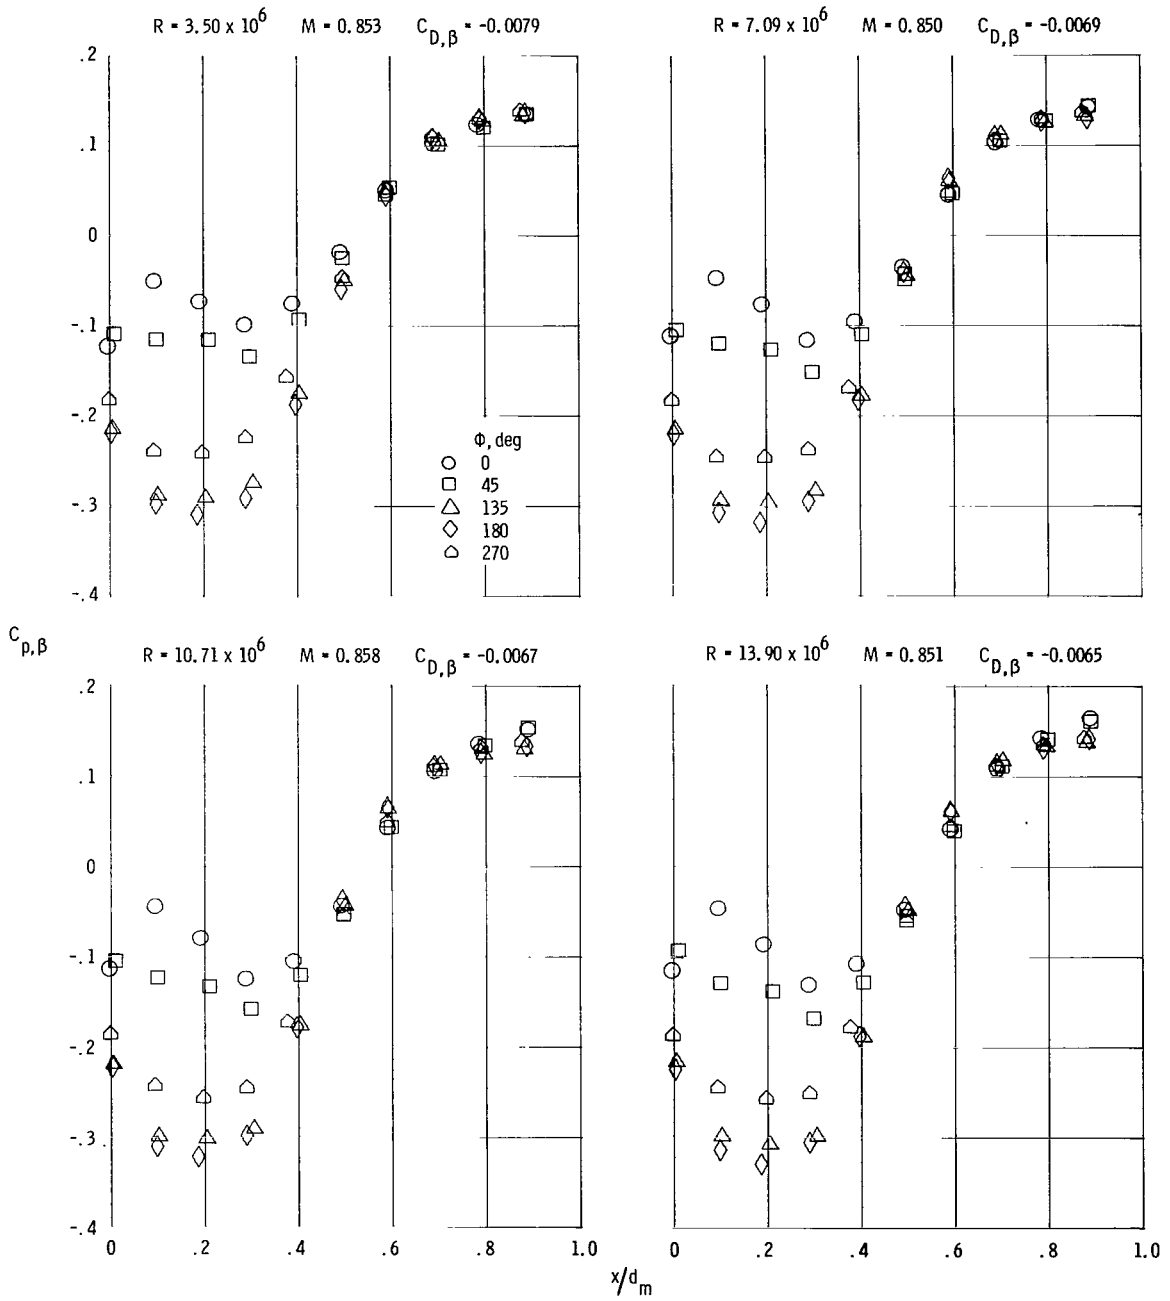 R = 3.50 x 10^6 M = 0.853 C_D,β = -0.0079
R = 7.09 x 10^6 M = 0.850 C_D,β = -0.0069
.2
.1
0
-.1
-.2
-.3
-.4
Φ, deg
0
45
135
180
270
C_p,β
R = 10.71 x 10^6 M = 0.858 C_D,β = -0.0067
R = 13.90 x 10^6 M = 0.851 C_D,β = -0.0065
.2
.1
0
-.1
-.2
-.3
-.4
0 .2 .4 .6 .8 1.0
0 .2 .4 .6 .8 1.0
x/d_m